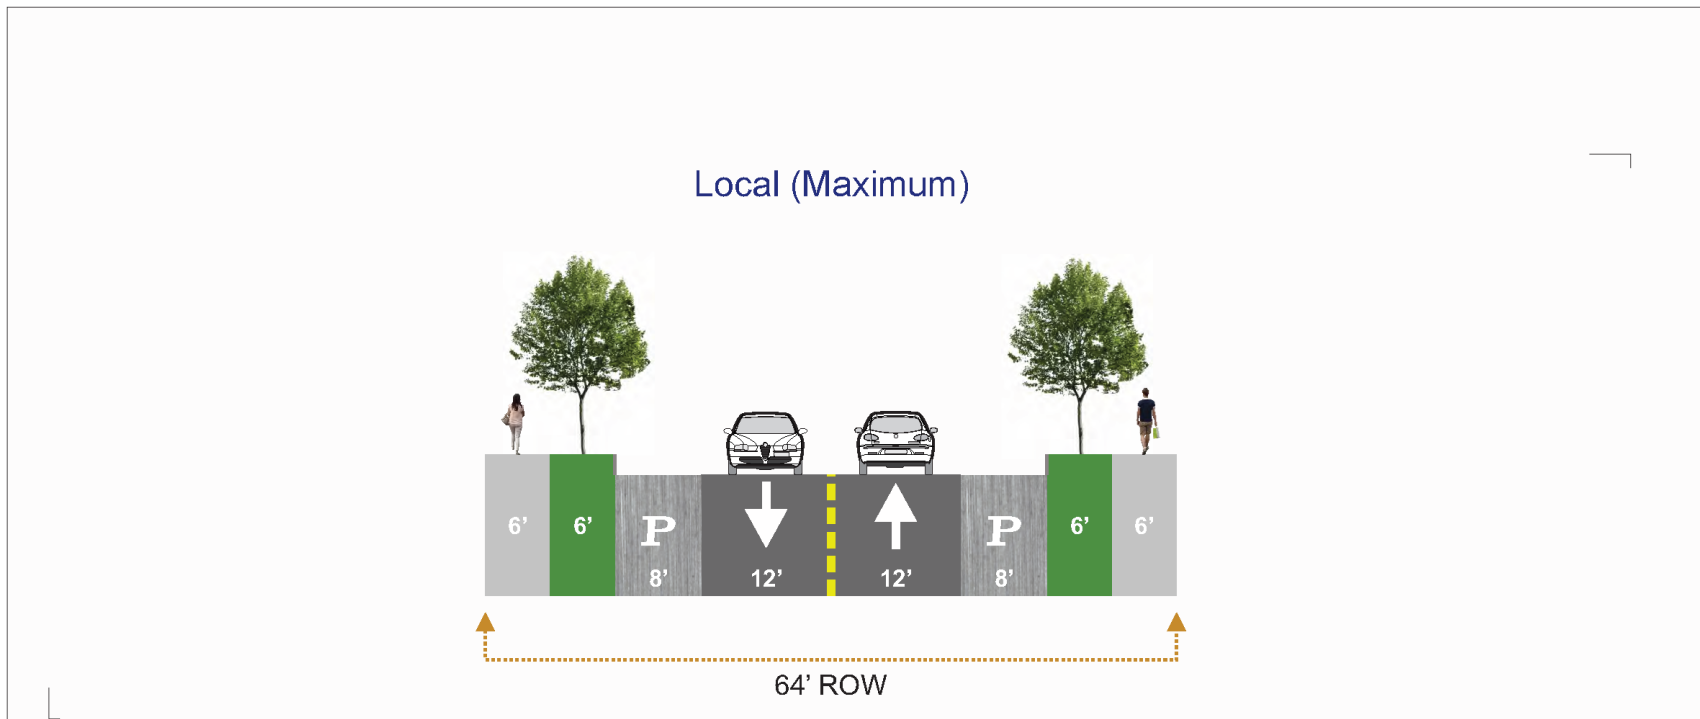 Local (Maximum)
6’ 6’ P P 6’ 6’
8’ 12’ 12’ 8’
64’ ROW